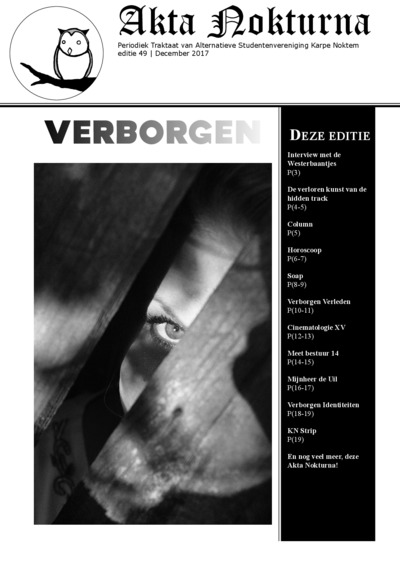 Akta Nokturna
Periodiek Traktaat van Alternatieve Studentenvereniging Karpe Noktem
editie 49 | December 2017
VERBORGEN
DEZE EDITIE
Interview met de
Westerbaantjes
P(3)
De verloren kunst van de
hidden track
P(4-5)
Column
P(5)
Horoscoop
P(6-7)
Soap
P(8-9)
Verborgen Verleden
P(10-11)
Cinematologie XV
P(12-13)
Meet bestuur 14
P(14-15)
Mijnheer de Uil
P(16-17)
Verborgen Identiteiten
P(18-19)
KN Strip
P(19)
En nog veel meer, deze
Akta Nokturna!